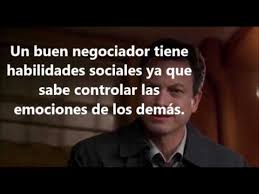 Un buen negociador tiene
habilidades sociales ya que
sabe controlar las
emociones de los demás.